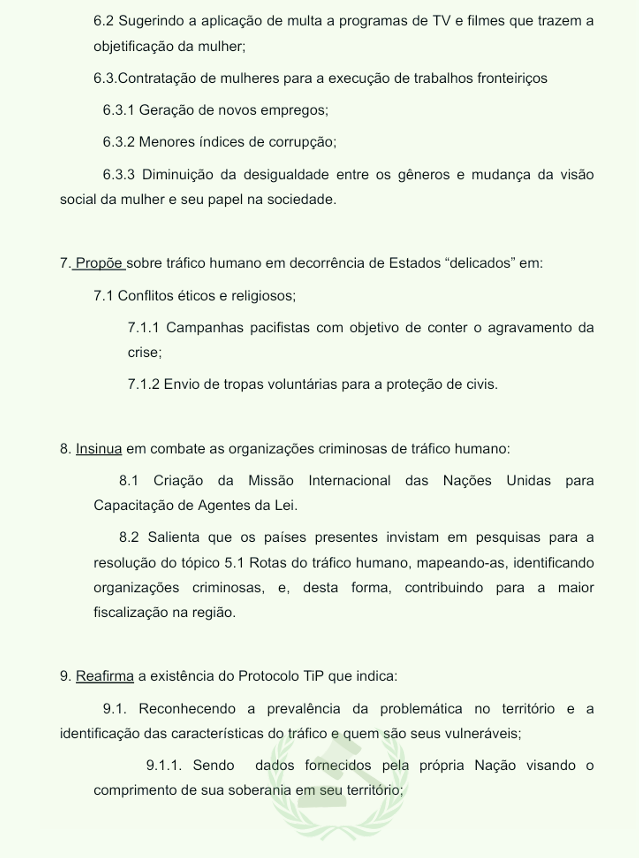 6.2 Sugerindo a aplicação de multa a programas de TV e filmes que trazem a
objetificação da mulher;
6.3.Contratação de mulheres para a execução de trabalhos fronteiriços
6.3.1 Geração de novos empregos;
6.3.2 Menores índices de corrupção;
6.3.3 Diminuição da desigualdade entre os gêneros e mudança da visão
social da mulher e seu papel na sociedade.
7. Propõe sobre tráfico humano em decorrência de Estados “delicados” em:
7.1 Conflitos éticos e religiosos;
7.1.1 Campanhas pacifistas com objetivo de conter o agravamento da
crise;
7.1.2 Envio de tropas voluntárias para a proteção de civis.
8. Insinua em combate as organizações criminosas de tráfico humano:
8.1 Criação da Missão Internacional das Nações Unidas para
Capacitação de Agentes da Lei.
8.2 Salienta que os países presentes invistam em pesquisas para a
resolução do tópico 5.1 Rotas do tráfico humano, mapeando-as, identificando
organizações criminosas, e, desta forma, contribuindo para a maior
fiscalização na região.
9. Reafirma a existência do Protocolo TiP que indica:
9.1. Reconhecendo a prevalência da problemática no território e a
identificação das características do tráfico e quem são seus vulneráveis;
9.1.1. Sendo dados fornecidos pela própria Nação visando o
comprimento de sua soberania em seu território;